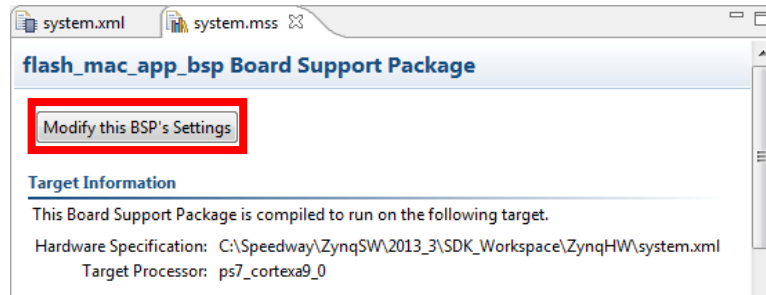 system.xml system.mss
flash_mac_app_bsp Board Support Package
Modify this BSP's Settings
Target Information
This Board Support Package is compiled to run on the following target.
Hardware Specification: C:\Speedway\ZynqSW\2013_3\SDK_Workspace\ZynqHW\system.xml
Target Processor: ps7_cortexa9_0